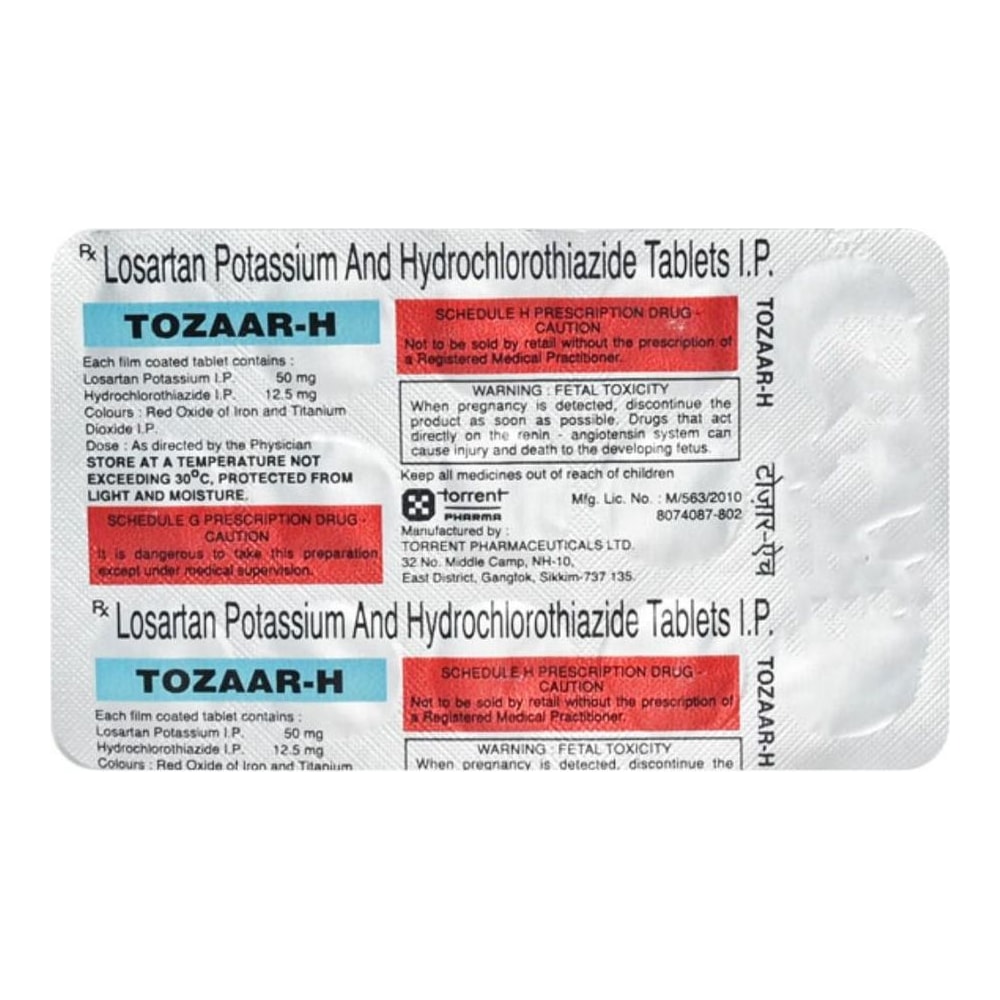 Rx Losartan Potassium And Hydrochlorothiazide Tablets I.P.
TOZAAR-H
Each film coated tablet contains :
Losartan Potassium I.P. 50 mg
Hydrochlorothiazide I.P. 12.5 mg
Colours : Red Oxide of Iron and Titanium
Dioxide I.P.
Dose : As directed by the Physician
STORE AT A TEMPERATURE NOT
EXCEEDING 30°C, PROTECTED FROM
LIGHT AND MOISTURE.
SCHEDULE G PRESCRIPTION DRUG -
CAUTION
It is dangerous to take this preparation
except under medical supervision.
SCHEDULE H PRESCRIPTION DRUG -
CAUTION
Not to be sold by retail without the prescription of
a Registered Medical Practitioner.
WARNING : FETAL TOXICITY
When pregnancy is detected, discontinue the
product as soon as possible. Drugs that act
directly on the renin - angiotensin system can
cause injury and death to the developing fetus.
Keep all medicines out of reach of children
torrent
PHARMA
Mfg. Lic. No. : M/563/2010
8074087-802
Manufactured by :
TORRENT PHARMACEUTICALS LTD.
32 No. Middle Camp, NH-10,
East District, Gangtok, Sikkim-737 135.
TOZAAR-H
टोज़ार-एच
Rx Losartan Potassium And Hydrochlorothiazide Tablets I.P.
TOZAAR-H
Each film coated tablet contains :
Losartan Potassium I.P. 50 mg
Hydrochlorothiazide I.P. 12.5 mg
Colours : Red Oxide of Iron and Titanium
SCHEDULE H PRESCRIPTION DRUG -
CAUTION
Not to be sold by retail without the prescription of
a Registered Medical Practitioner.
WARNING : FETAL TOXICITY
When pregnancy is detected, discontinue the
TOZAAR-H